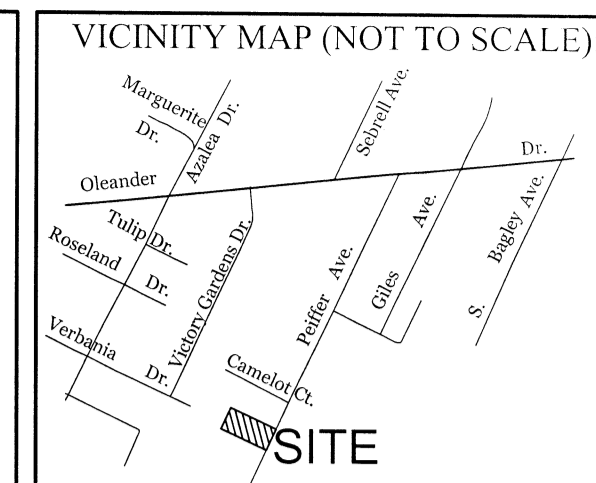 VICINITY MAP (NOT TO SCALE)
Marguerite
Dr.
Azalea Dr.
Sebrell Ave.
Oleander
Dr.
Tulip Dr.
Roseland
Dr.
Victory Gardens Dr.
Peiffer Ave.
Giles Ave.
S. Bagley Ave.
Verbania
Dr.
Camelot Ct.
SITE